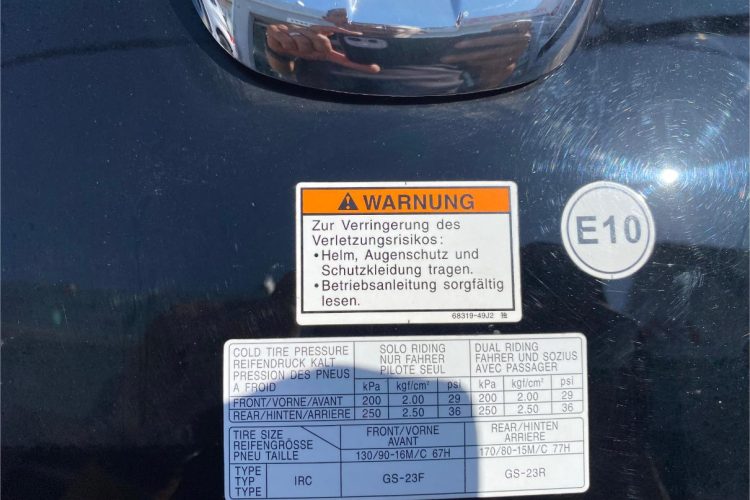 WARNUNG
Zur Verringerung des
Verletzungsrisikos:
•Helm, Augenschutz und
Schutzkleidung tragen.
•Betriebsanleitung sorgfältig
lesen.
68319-49J2
E10
COLD TIRE PRESSURE
REIFENDRUCK KALT
PRESSION DES PNEUS
A FROID
SOLO RIDING
NUR FAHRER
PILOTE SEUL
DUAL RIDING
FAHRER UND SOZIUS
AVEC PASSAGER
kPa kgf/cm² psi kPa kgf/cm² psi
FRONT/VORNE/AVANT 200 2.00 29 200 2.00 29
REAR/HINTEN/ARRIERE 250 2.50 36 250 2.50 36
TIRE SIZE
REIFENGRÖSSE
PNEU TAILLE
FRONT/VORNE
AVANT
REAR/HINTEN
ARRIERE
130/90-16M/C 67H 170/80-15M/C 77H
TYPE
TYP
TYPE
IRC GS-23F GS-23R